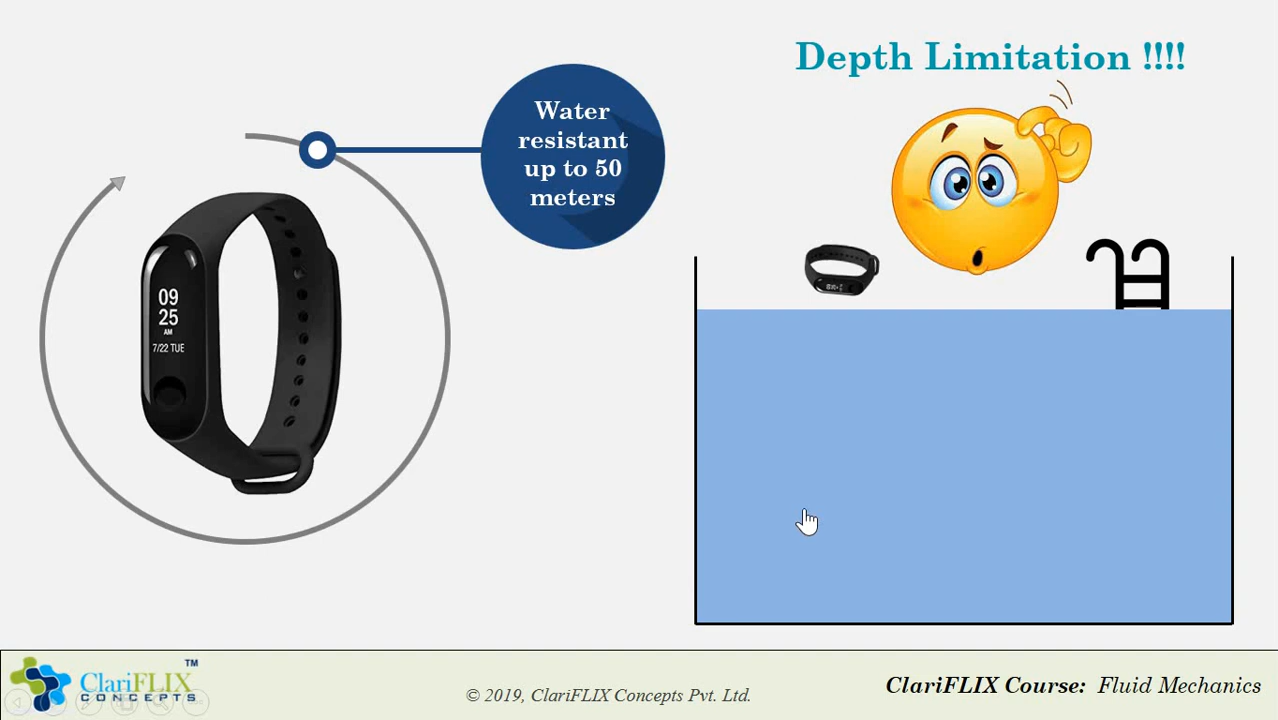 Depth Limitation !!!!
Water
resistant
up to 50
meters
09
25
AM
7/22 TUE
ClariFLIX
CONCEPTS
TM
© 2019, ClariFLIX Concepts Pvt. Ltd.
ClariFLIX Course: Fluid Mechanics